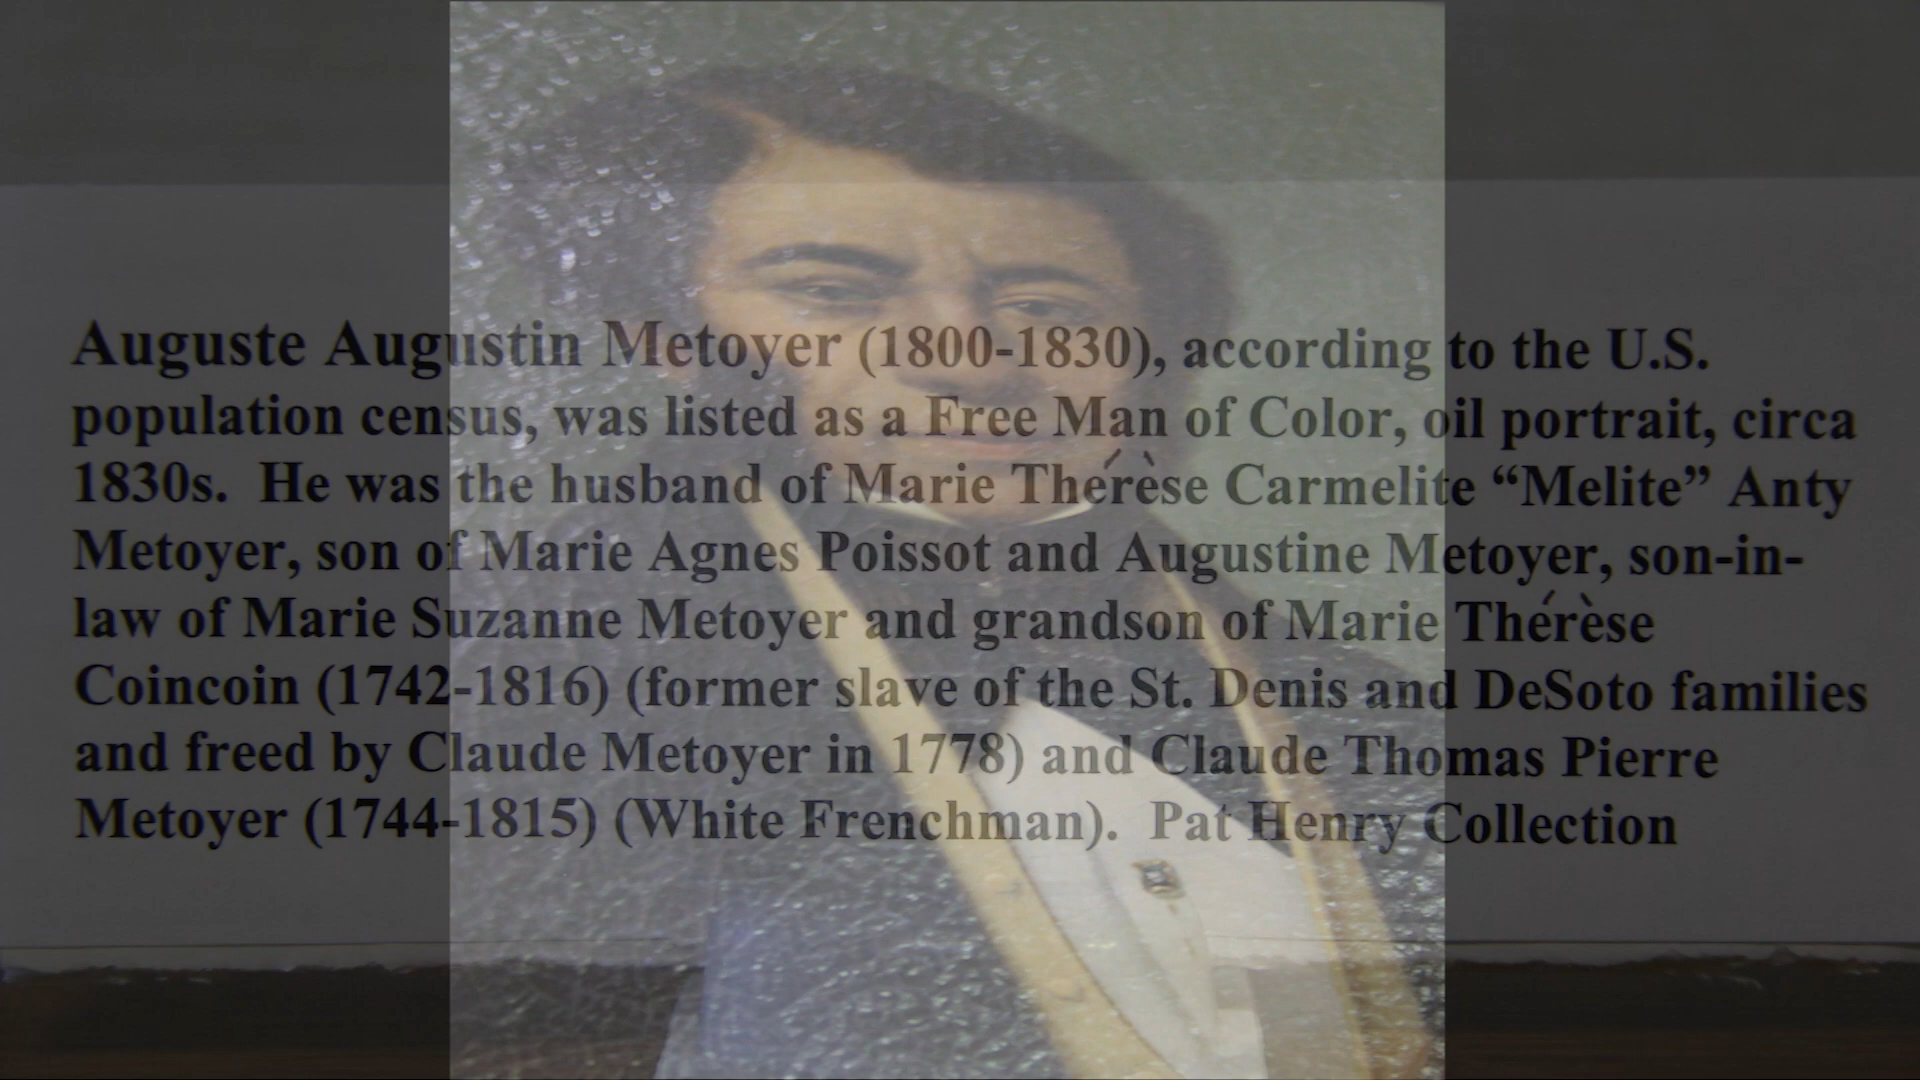 Auguste Augustin Metoyer (1800-1830), according to the U.S.
population census, was listed as a Free Man of Color, oil portrait, circa
1830s.  He was the husband of Marie Thérèse Carmelite “Melite” Anty
Metoyer, son of Marie Agnes Poissot and Augustine Metoyer, son-in-
law of Marie Suzanne Metoyer and grandson of Marie Thérèse
Coincoin (1742-1816) (former slave of the St. Denis and DeSoto families
and freed by Claude Metoyer in 1778) and Claude Thomas Pierre
Metoyer (1744-1815) (White Frenchman).  Pat Henry Collection